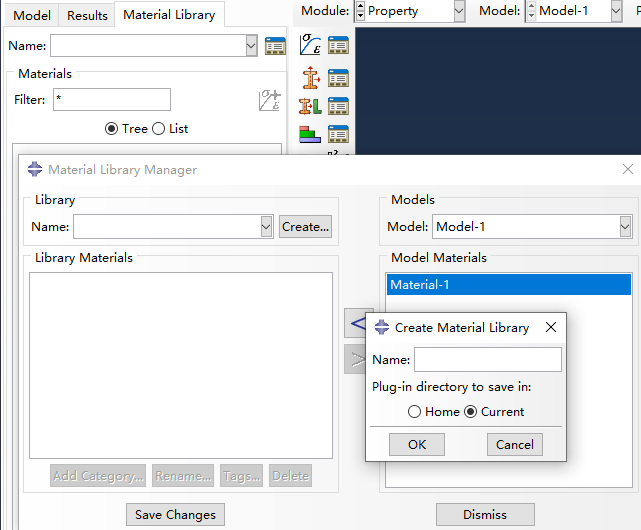 Model Results Material Library
Module: Property Model: Model-1
Name:
Materials
Filter: *
Tree List
Material Library Manager
Library
Name: Create...
Models
Model: Model-1
Library Materials
Model Materials
Material-1
<
>
Create Material Library
Name:
Plug-in directory to save in:
Home Current
OK Cancel
Add Category... Rename... Tags... Delete
Save Changes Dismiss